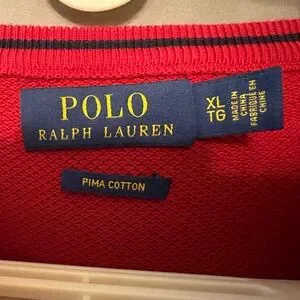 POLO
RALPH LAUREN
XL
TG
MADE IN
CHINA
FABRIQUÉ EN
CHINE
PIMA COTTON